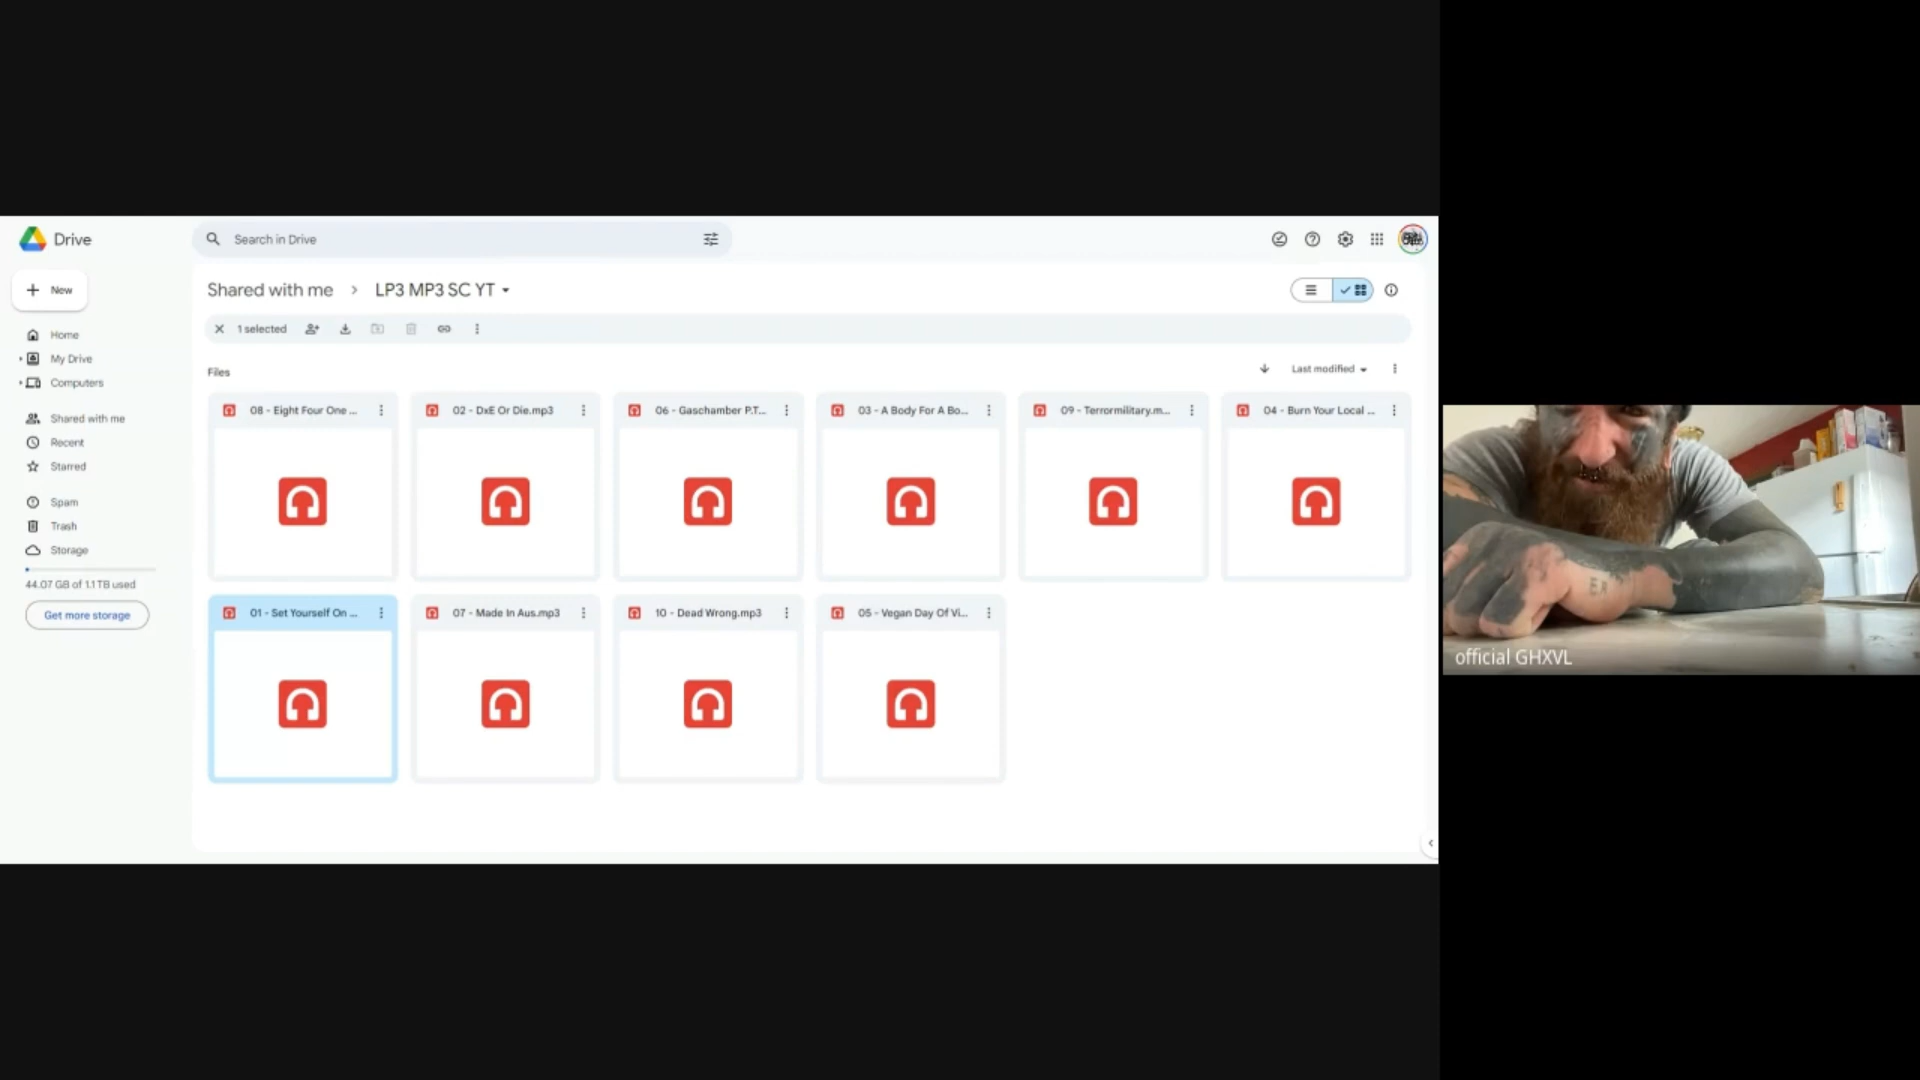 Drive
Search in Drive
New
Shared with me > LP3 MP3 SC YT
1 selected
Home
My Drive
Computers
Files
Last modified
Shared with me
Recent
Starred
Spam
Trash
Storage
44.07 GB of 1.1 TB used
Get more storage
08 - Eight Four One ...
02 - DxE Or Die.mp3
06 - Gaschamber P.T...
03 - A Body For A Bo...
09 - Terrormilitary.m...
04 - Burn Your Local ...
01 - Set Yourself On ...
07 - Made In Aus.mp3
10 - Dead Wrong.mp3
05 - Vegan Day Of Vi...
official GHXVL